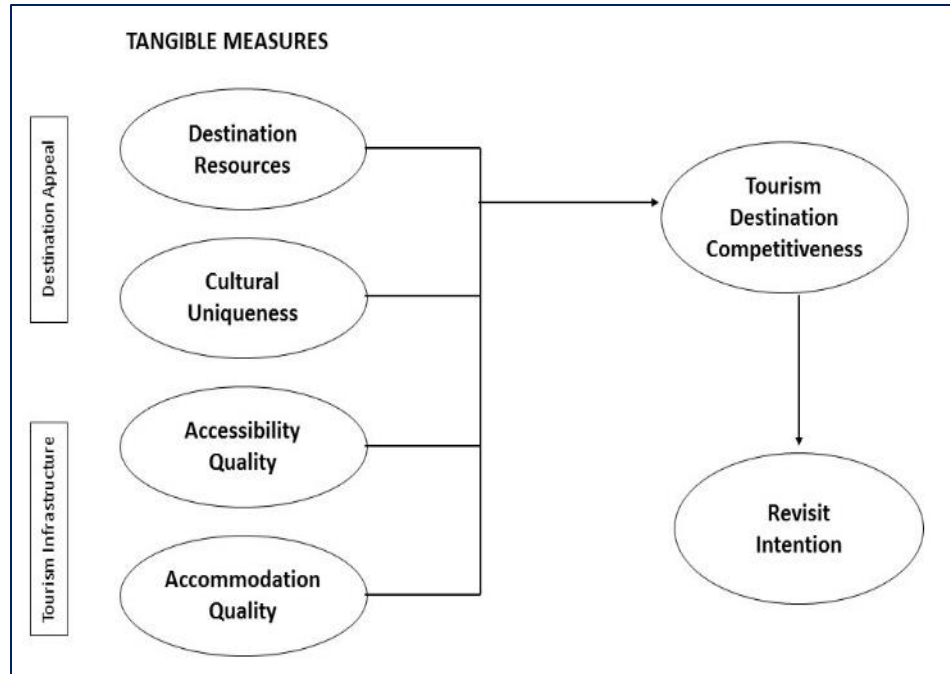 TANGIBLE MEASURES
Destination Appeal
Destination
Resources
Cultural
Uniqueness
Tourism Infrastructure
Accessibility
Quality
Accommodation
Quality
Tourism
Destination
Competitiveness
Revisit
Intention